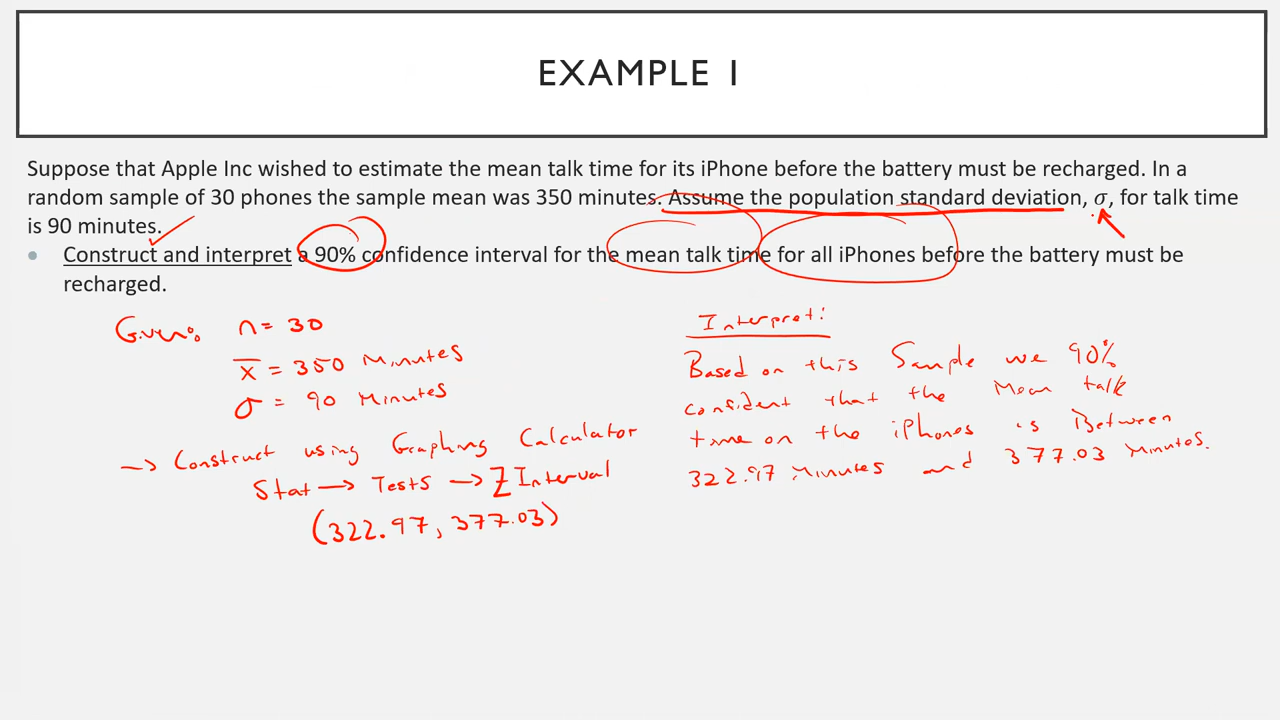 EXAMPLE 1
Suppose that Apple Inc wished to estimate the mean talk time for its iPhone before the battery must be recharged. In a
random sample of 30 phones the sample mean was 350 minutes. Assume the population standard deviation, σ, for talk time
is 90 minutes.
• Construct and interpret a 90% confidence interval for the mean talk time for all iPhones before the battery must be
recharged.
Given: n = 30
x̄ = 350 Minutes
σ = 90 Minutes
→ Construct using Graphing Calculator
Stat → Tests → Z Interval
(322.97, 377.03)
Interpret:
Based on this Sample we 90%
confident that the Mean talk
time on the iPhones is Between
322.97 Minutes and 377.03 Minutes.